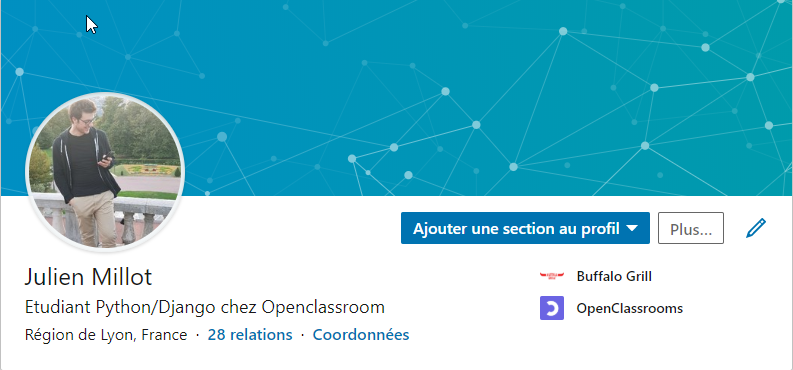 Ajouter une section au profil
Plus...
Julien Millot
Etudiant Python/Django chez Openclassroom
Région de Lyon, France · 28 relations · Coordonnées
Buffalo Grill
OpenClassrooms